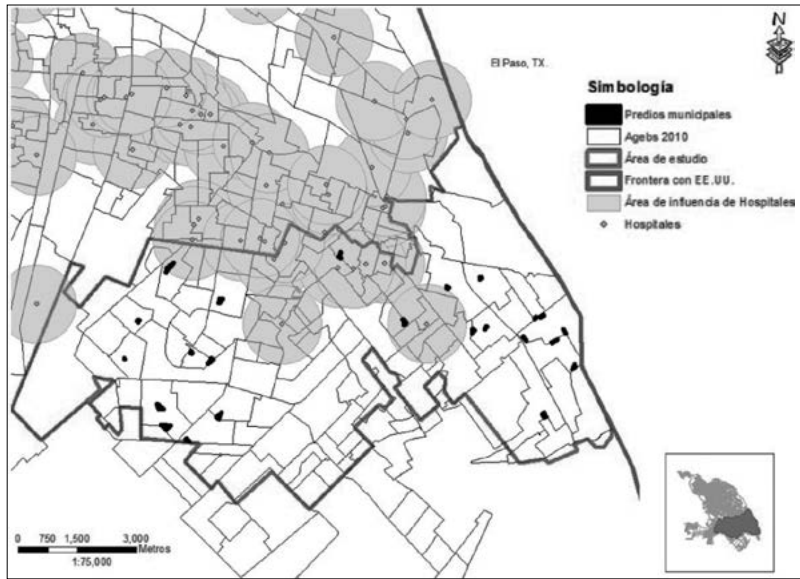 N
El Paso, TX.
Simbología
Predios municipales
Agebs 2010
Área de estudio
Frontera con EE.UU.
Área de infuencia de Hospitales
Hospitales
0 750 1,500 3,000
Metros
1:75,000